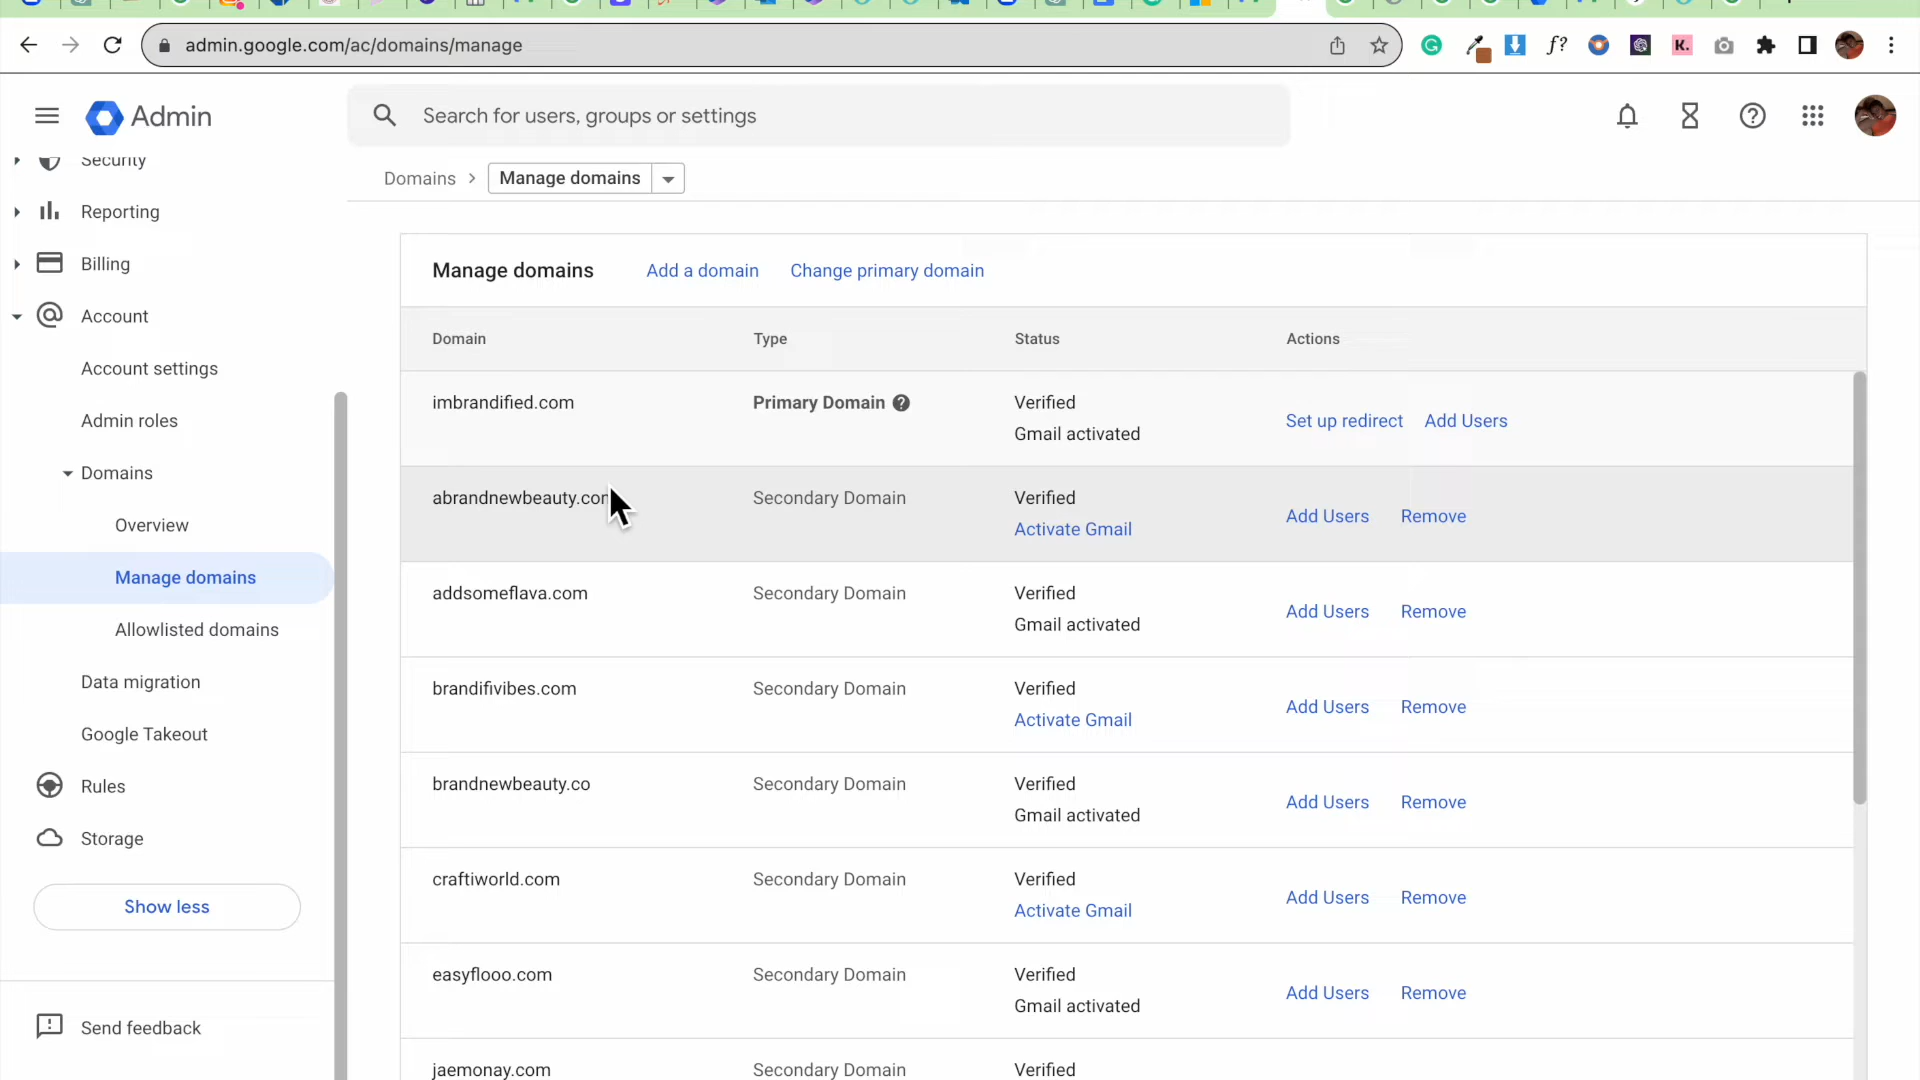 admin.google.com/ac/domains/manage
f?
K.
Admin
Search for users, groups or settings
Security
Reporting
Billing
Account
Account settings
Admin roles
Domains
Overview
Manage domains
Allowlisted domains
Data migration
Google Takeout
Rules
Storage
Show less
Send feedback
Domains > Manage domains
Manage domains Add a domain Change primary domain
Domain Type Status Actions
imbrandified.com Primary Domain Verified
Gmail activated
Set up redirect Add Users
abrandnewbeauty.com Secondary Domain Verified
Activate Gmail
Add Users Remove
addsomeflava.com Secondary Domain Verified
Gmail activated
Add Users Remove
brandifivibes.com Secondary Domain Verified
Activate Gmail
Add Users Remove
brandnewbeauty.co Secondary Domain Verified
Gmail activated
Add Users Remove
craftiworld.com Secondary Domain Verified
Activate Gmail
Add Users Remove
easyflooo.com Secondary Domain Verified
Gmail activated
Add Users Remove
jaemonay.com Secondary Domain Verified